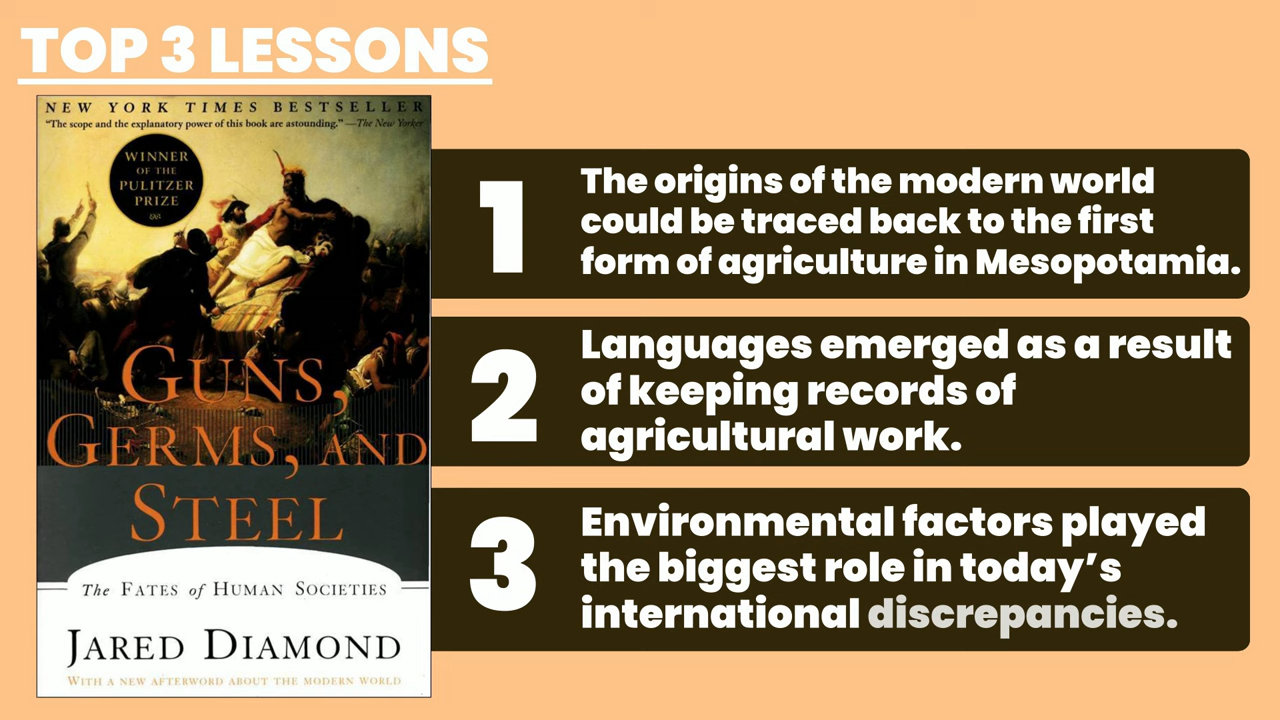 TOP 3 LESSONS
NEW YORK TIMES BESTSELLER
"The scope and the explanatory power of this book are astounding." —The New Yorker
WINNER
OF THE
PULITZER
PRIZE
GUNS,
GERMS, AND
STEEL
The FATES of HUMAN SOCIETIES
JARED DIAMOND
WITH A NEW AFTERWORD ABOUT THE MODERN WORLD
1
The origins of the modern world
could be traced back to the first
form of agriculture in Mesopotamia.
2
Languages emerged as a result
of keeping records of
agricultural work.
3
Environmental factors played
the biggest role in today’s
international discrepancies.